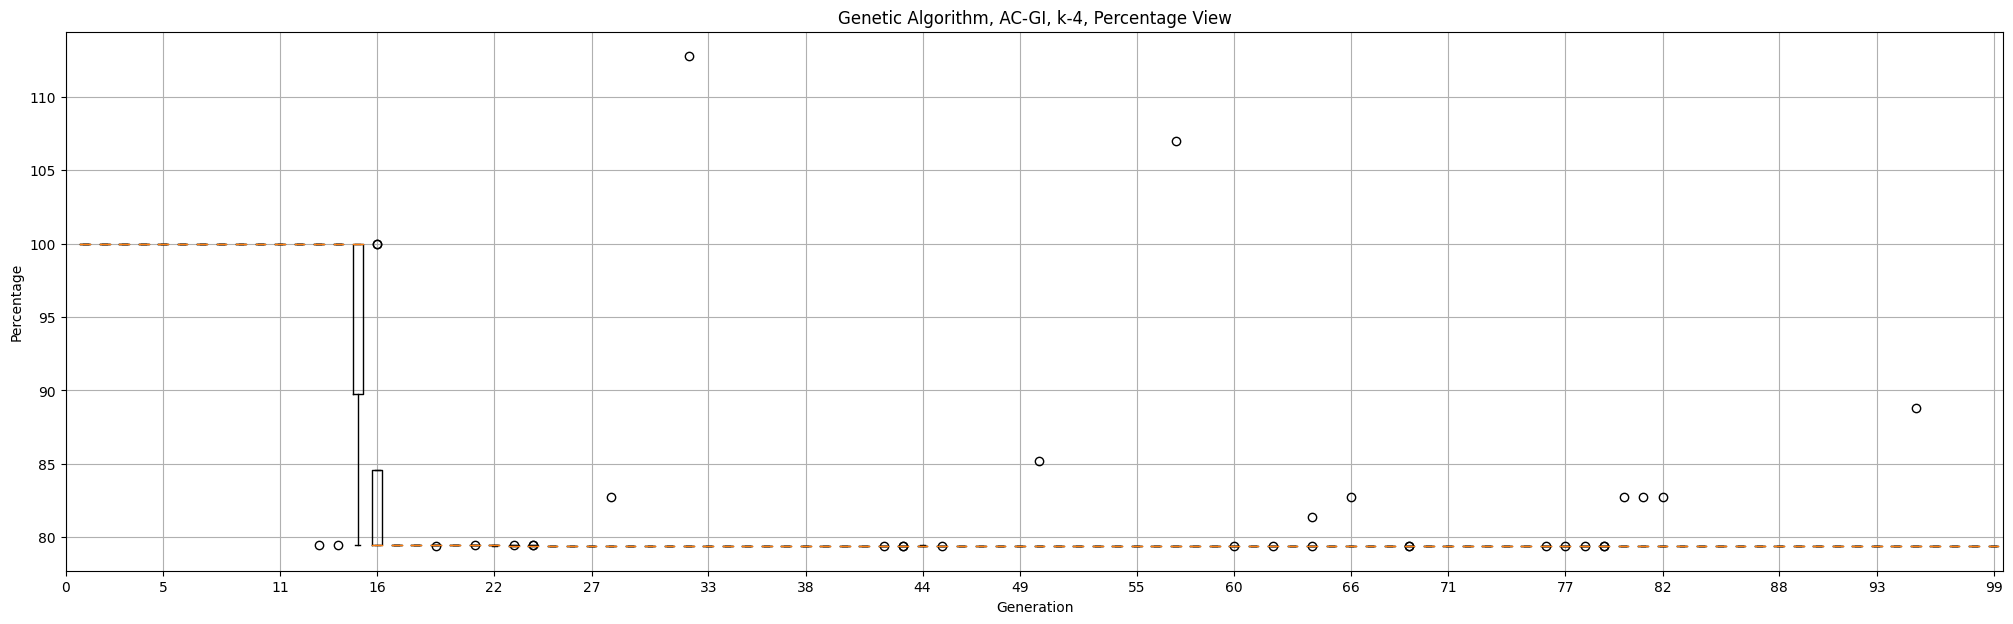 Genetic Algorithm, AC-GI, k-4, Percentage View
110
105
100
95
90
85
80
Percentage
0 5 11 16 22 27 33 38 44 49 55 60 66 71 77 82 88 93 99
Generation